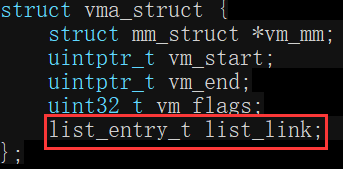 struct vma_struct {
struct mm_struct *vm_mm;
uintptr_t vm_start;
uintptr_t vm_end;
uint32_t vm_flags;
list_entry_t list_link;
};